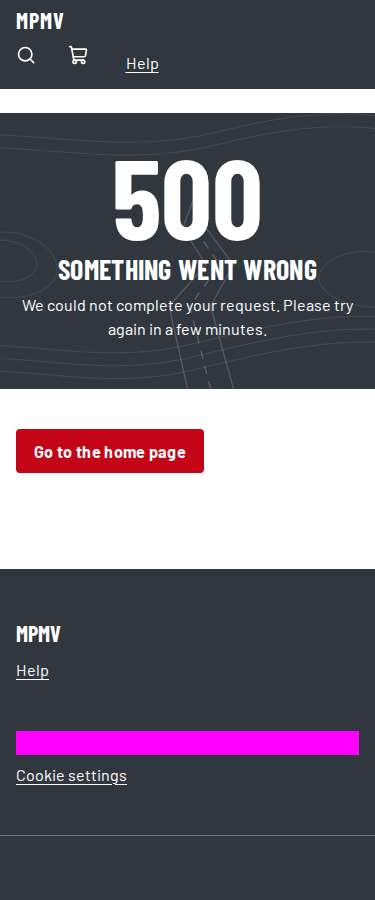 MPMV
Help
500
SOMETHING WENT WRONG
We could not complete your request. Please try
again in a few minutes.
Go to the home page
MPMV
Help
Cookie settings